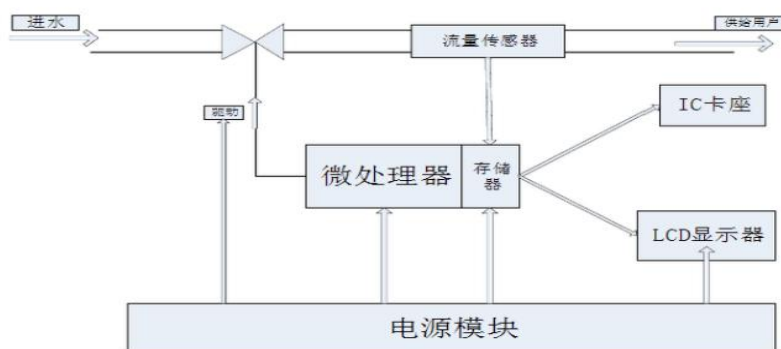 进水
供给用户
流量传感器
IC卡座
驱动
微处理器
存储
器
LCD显示器
电源模块